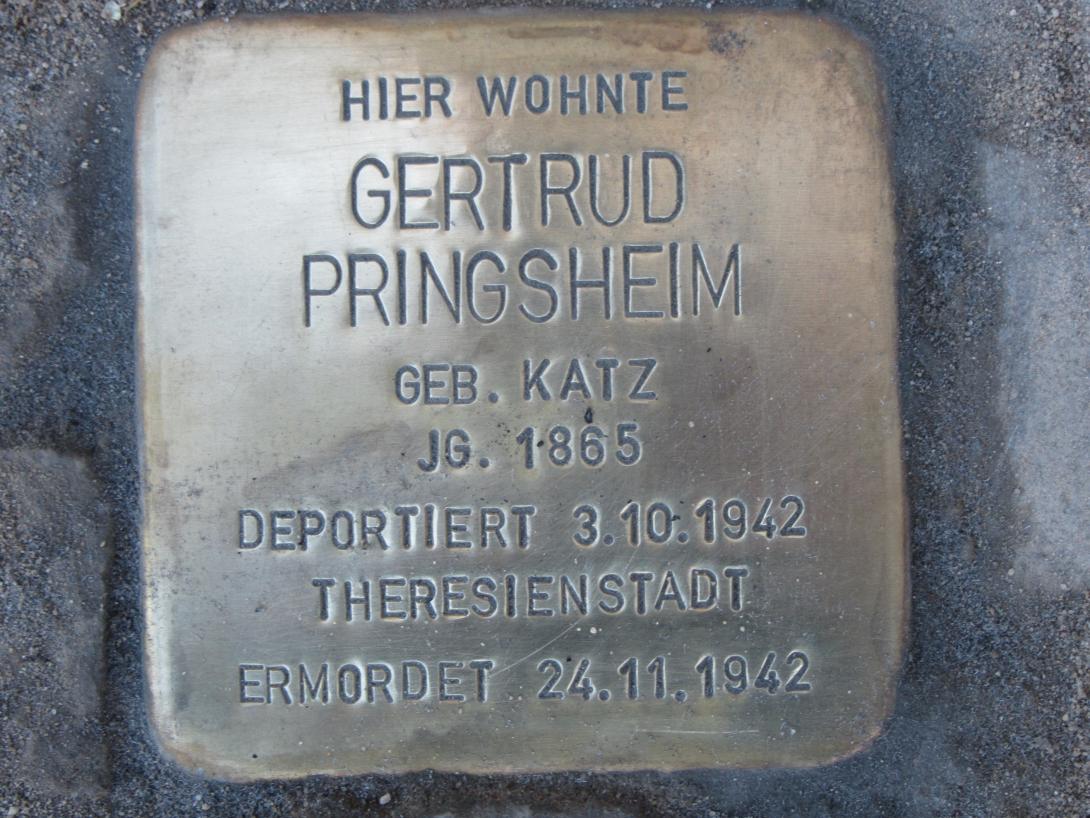 HIER WOHNTE
GERTRUD
PRINGSHEIM
GEB. KATZ
JG. 1865
DEPORTIERT 3.10.1942
THERESIENSTADT
ERMORDET 24.11.1942